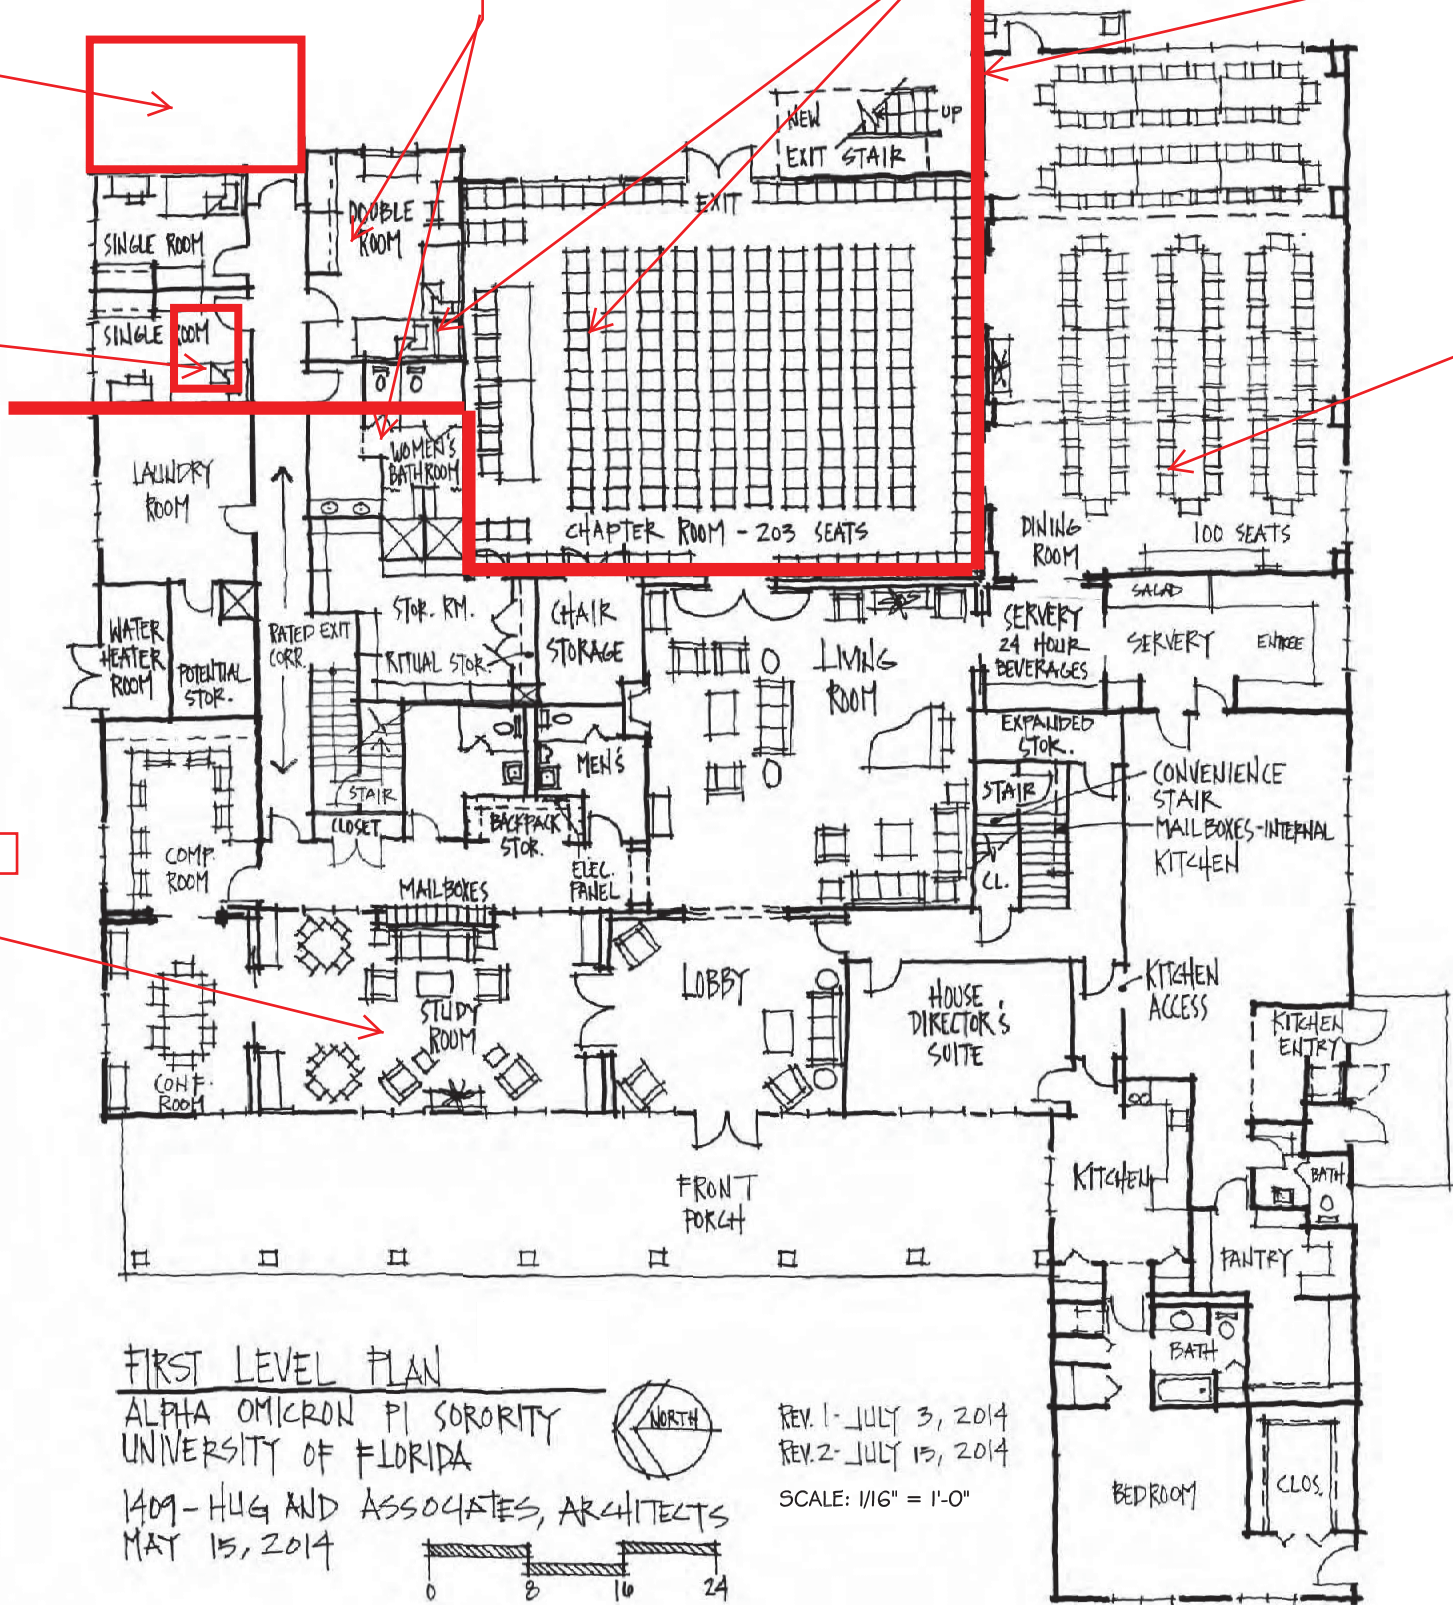 NEW
UP
EXIT STAIR
EXIT
DOUBLE
ROOM
SINGLE ROOM
SINGLE ROOM
WOMEN'S
BATHROOM
LAUNDRY
ROOM
CHAPTER ROOM - 203 SEATS
DINING
ROOM
100 SEATS
SALAD
STOR. RM.
CHAIR
STORAGE
SERVERY
24 HOUR
BEVERAGES
SERVERY
ENTREE
WATER
HEATER
ROOM
POTENTIAL
STOR.
RATED EXIT
CORR.
RITUAL STOR.
LIVING
ROOM
EXPANDED
STOR.
MEN'S
STAIR
STAIR
CONVENIENCE
STAIR
MAILBOXES-INTERNAL
KITCHEN
CLOSET
BACKPACK
STOR.
COMP.
ROOM
ELEC.
PANEL
CL.
MAILBOXES
LOBBY
STUDY
ROOM
HOUSE
DIRECTOR'S
SUITE
KITCHEN
ACCESS
KITCHEN
ENTRY
CONF.
ROOM
KITCHEN
BATH
FRONT
PORCH
PANTRY
BATH
BEDROOM
CLOS.
FIRST LEVEL PLAN
ALPHA OMICRON PI SORORITY
UNIVERSITY OF FLORIDA
1409-HUG AND ASSOCIATES, ARCHITECTS
MAY 15, 2014
NORTH
REV. 1-JULY 3, 2014
REV. 2-JULY 15, 2014
SCALE: 1/16" = 1'-0"
0 8 16 24